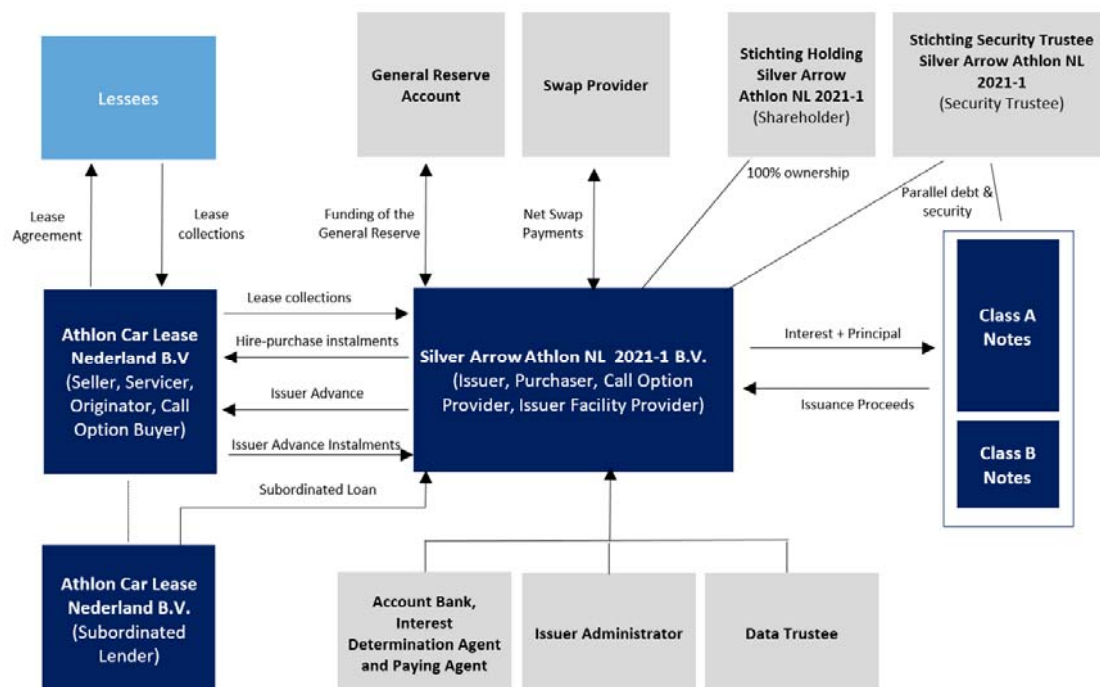 Lessees
General Reserve
Account
Swap Provider
Stichting Holding
Silver Arrow
Athlon NL 2021-1
(Shareholder)
Stichting Security Trustee
Silver Arrow Athlon NL
2021-1
(Security Trustee)
Lease
Agreement
Lease
collections
Funding of the
General Reserve
Net Swap
Payments
100% ownership
Parallel debt &
security
Athlon Car Lease
Nederland B.V
(Seller, Servicer,
Originator, Call
Option Buyer)
Lease collections
Hire-purchase instalments
Issuer Advance
Issuer Advance Instalments
Subordinated Loan
Silver Arrow Athlon NL 2021-1 B.V.
(Issuer, Purchaser, Call Option
Provider, Issuer Facility Provider)
Interest + Principal
Issuance Proceeds
Class A
Notes
Class B
Notes
Athlon Car Lease
Nederland B.V.
(Subordinated
Lender)
Account Bank,
Interest
Determination Agent
and Paying Agent
Issuer Administrator
Data Trustee